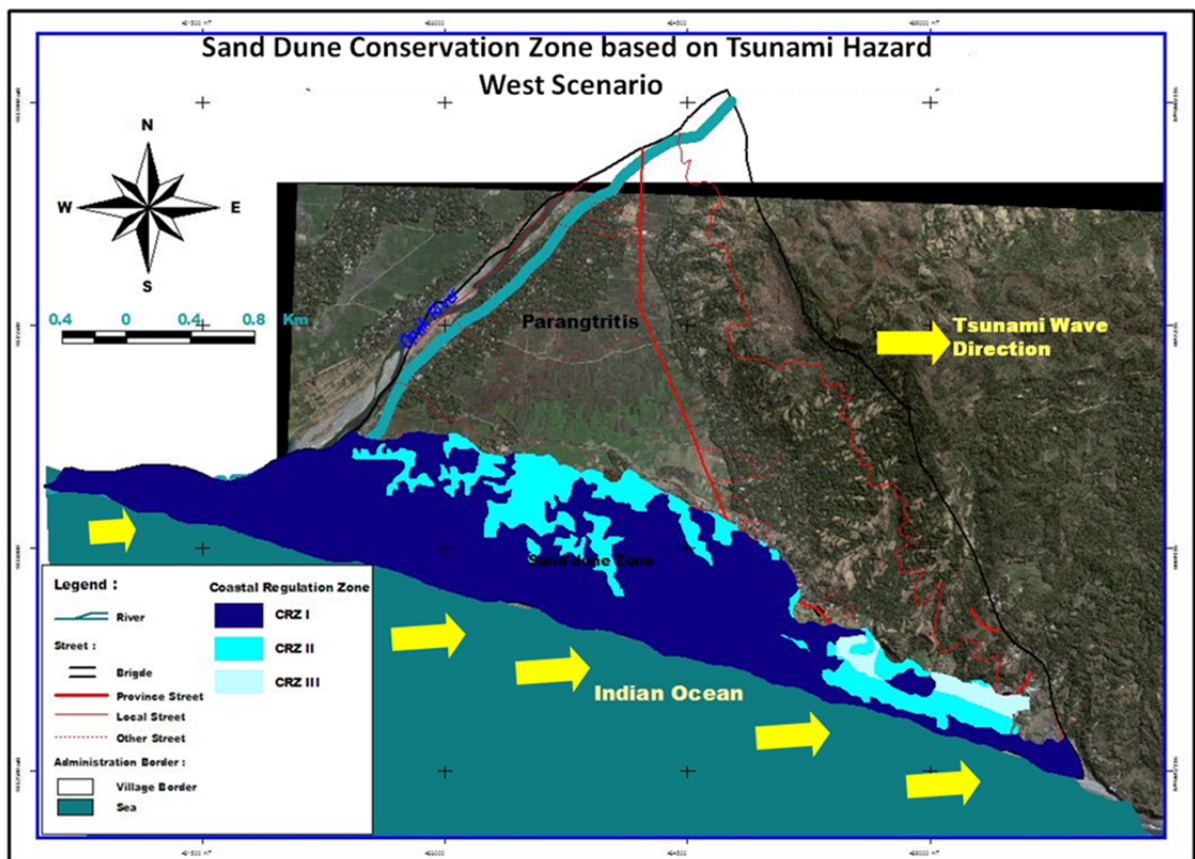 Sand Dune Conservation Zone based on Tsunami Hazard
West Scenario
N
W
E
S
0.4 0 0.4 0.8 Km
River
Parangtritis
Tsunami Wave
Direction
Sand dune Zone
Indian Ocean
Legend :
River
Street :
Brigde
Province Street
Local Street
Other Street
Administration Border :
Village Border
Sea
Coastal Regulation Zone
CRZ I
CRZ II
CRZ III